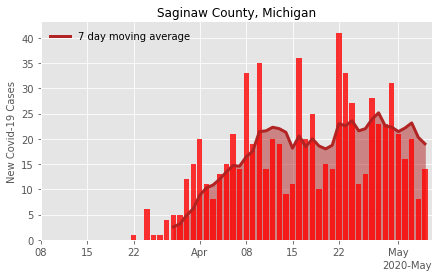 Saginaw County, Michigan
7 day moving average
New Covid-19 Cases
40
35
30
25
20
15
10
5
0
08 15 22 Apr 08 15 22 May
2020-May